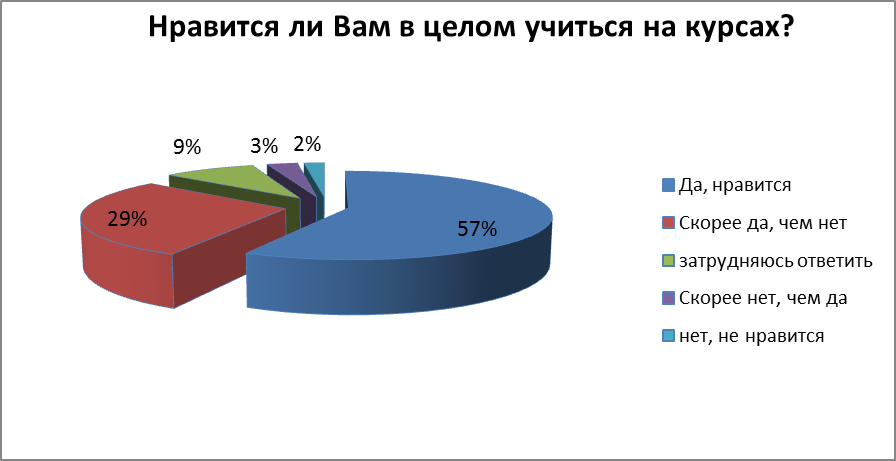 Нравится ли Вам в целом учиться на курсах?
9%
3%
2%
29%
57%
Да, нравится
Скорее да, чем нет
затрудняюсь ответить
Скорее нет, чем да
нет, не нравится